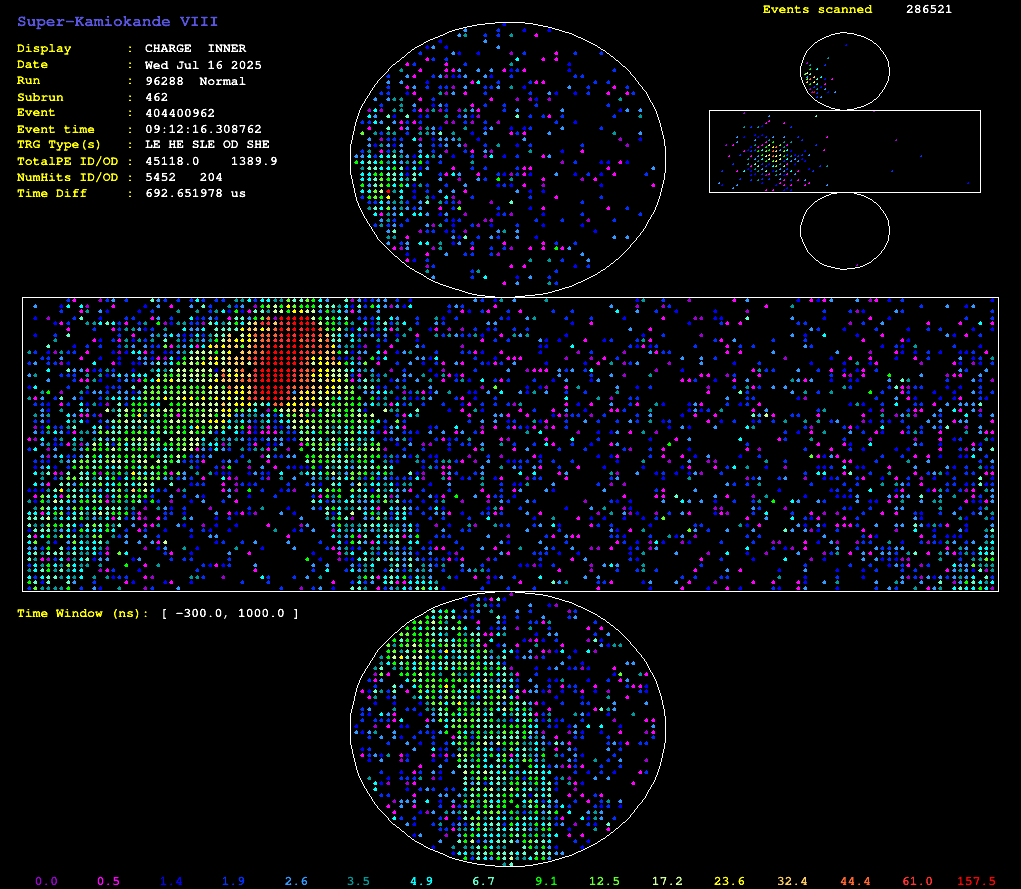 Super-Kamiokande VIII
Events scanned 286521
Display : CHARGE INNER
Date : Wed Jul 16 2025
Run : 96288 Normal
Subrun : 462
Event : 404400962
Event time : 09:12:16.308762
TRG Type(s) : LE HE SLE OD SHE
TotalPE ID/OD : 45118.0 1389.9
NumHits ID/OD : 5452 204
Time Diff : 692.651978 us
Time Window (ns): [ -300.0, 1000.0 ]
0.0 0.5 1.4 1.9 2.6 3.5 4.9 6.7 9.1 12.5 17.2 23.6 32.4 44.4 61.0 157.5